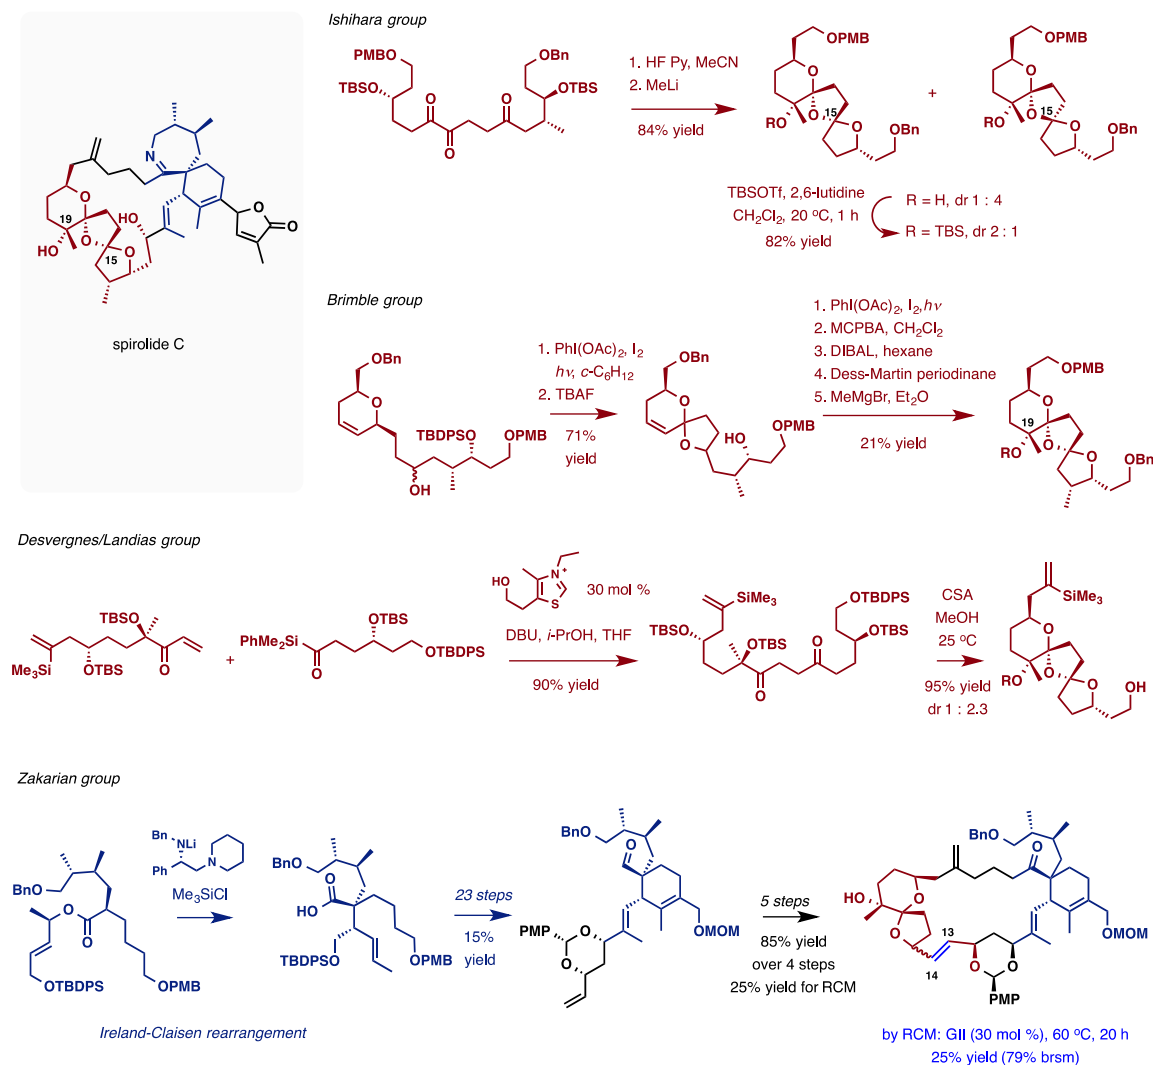 Ishihara group
PMBO
OBn
TBSO
OTBS
O
O
O
1. HF Py, MeCN
2. MeLi
84% yield
OPMB
O
O
15
O
RO
OBn
+
OPMB
O
O
15
O
RO
OBn
TBSOTf, 2,6-lutidine
CH2Cl2, 20 ºC, 1 h
82% yield
R = H, dr 1 : 4
R = TBS, dr 2 : 1
N
O
19
HO
O
15
O
HO
O
O
spirolide C
Brimble group
OBn
O
TBDPSO
OPMB
OH
1. PhI(OAc)2, I2
hν, c-C6H12
2. TBAF
71%
yield
OBn
O
O
HO
OPMB
1. PhI(OAc)2, I2,hν
2. MCPBA, CH2Cl2
3. DIBAL, hexane
4. Dess-Martin periodinane
5. MeMgBr, Et2O
21% yield
OPMB
O
19
RO
O
O
OBn
Desvergnes/Landias group
TBSO
O
Me3Si
OTBS
+
PhMe2Si
O
OTBS
OTBDPS
HO
N+
S
30 mol %
DBU, i-PrOH, THF
90% yield
SiMe3
TBSO
OTBS
O
O
OTBDPS
OTBS
CSA
MeOH
25 ºC
95% yield
dr 1 : 2.3
SiMe3
O
RO
O
O
OH
Zakarian group
BnO
O
O
OTBDPS
OPMB
Bn
NLi
N
Ph
Me3SiCl
BnO
O
HO
TBDPSO
OPMB
Ireland-Claisen rearrangement
23 steps
15%
yield
BnO
O
PMP
O
O
OMOM
5 steps
85% yield
over 4 steps
25% yield for RCM
BnO
O
O
HO
O
13
14
O
O
PMP
OMOM
by RCM: GII (30 mol %), 60 ºC, 20 h
25% yield (79% brsm)